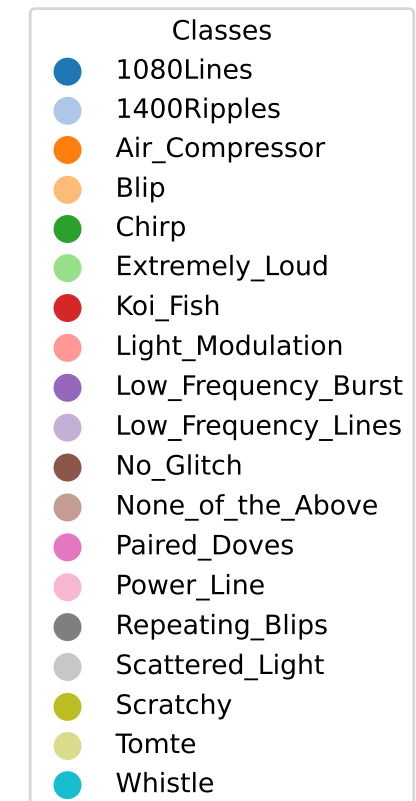 Classes
1080Lines
1400Ripples
Air_Compressor
Blip
Chirp
Extremely_Loud
Koi_Fish
Light_Modulation
Low_Frequency_Burst
Low_Frequency_Lines
No_Glitch
None_of_the_Above
Paired_Doves
Power_Line
Repeating_Blips
Scattered_Light
Scratchy
Tomte
Whistle